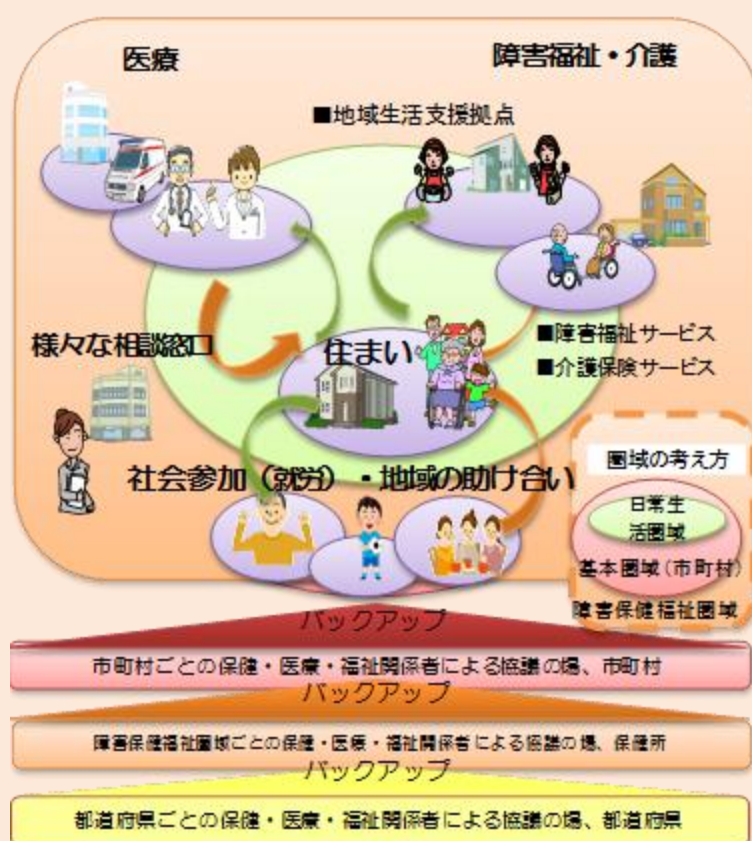 医療
障害福祉・介護
■地域生活支援拠点
様々な相談窓口
住まい
■障害福祉サービス
■介護保険サービス
社会参加（就労）・地域の助け合い
圏域の考え方
日常生
活圏域
基本圏域（市町村）
障害保健福祉圏域
バックアップ
市町村ごとの保健・医療・福祉関係者による協議の場、市町村
バックアップ
障害保健福祉圏域ごとの保健・医療・福祉関係者による協議の場、保健所
バックアップ
都道府県ごとの保健・医療・福祉関係者による協議の場、都道府県